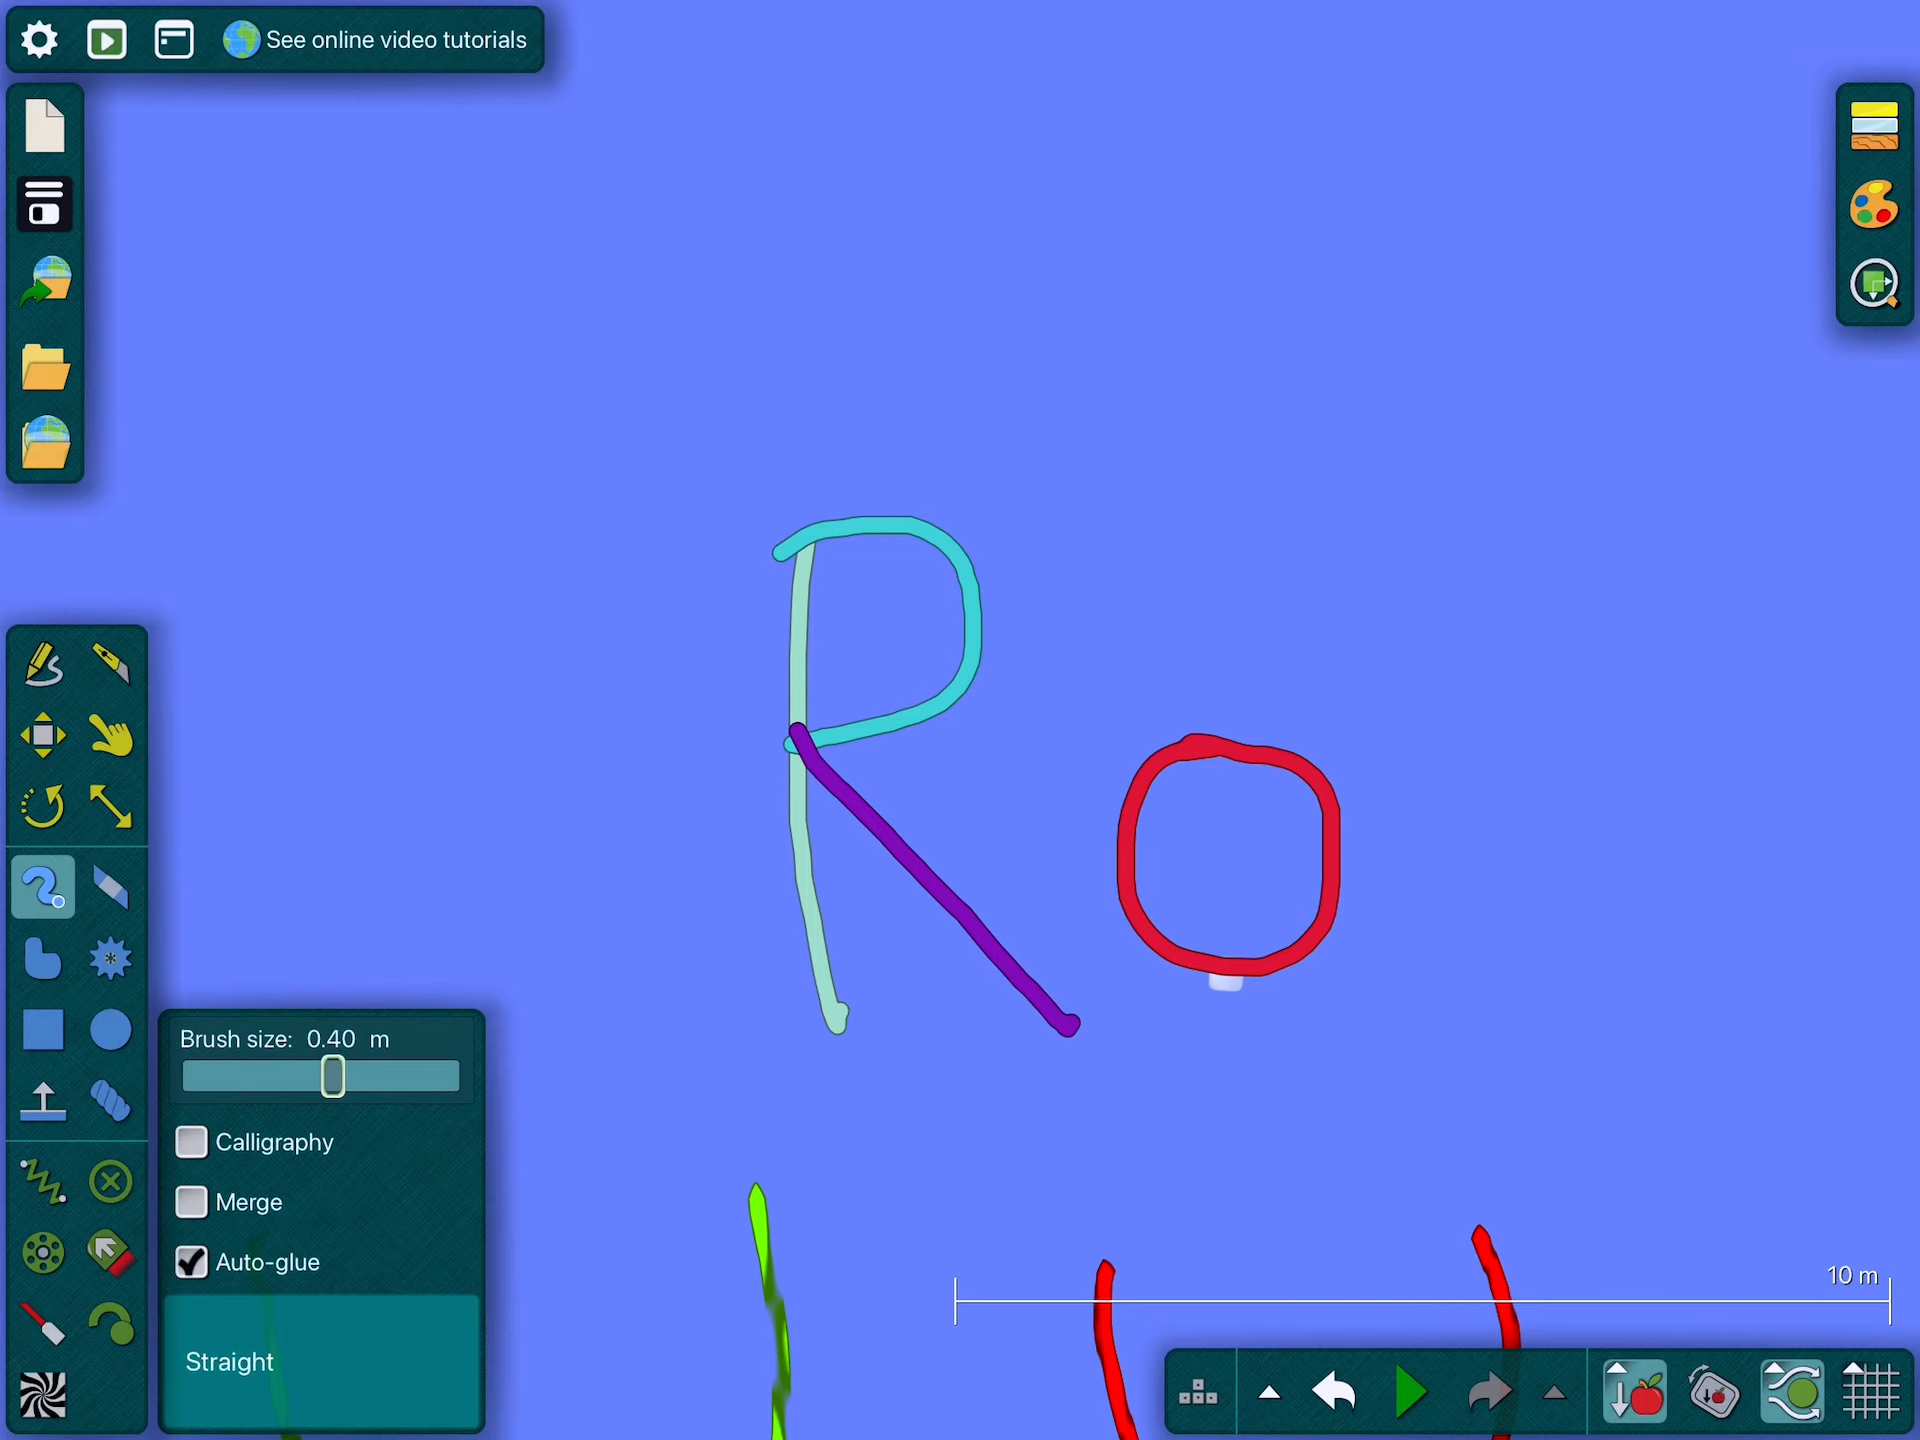 See online video tutorials
Ro
Brush size: 0.40 m
Calligraphy
Merge
Auto-glue
10 m
Straight